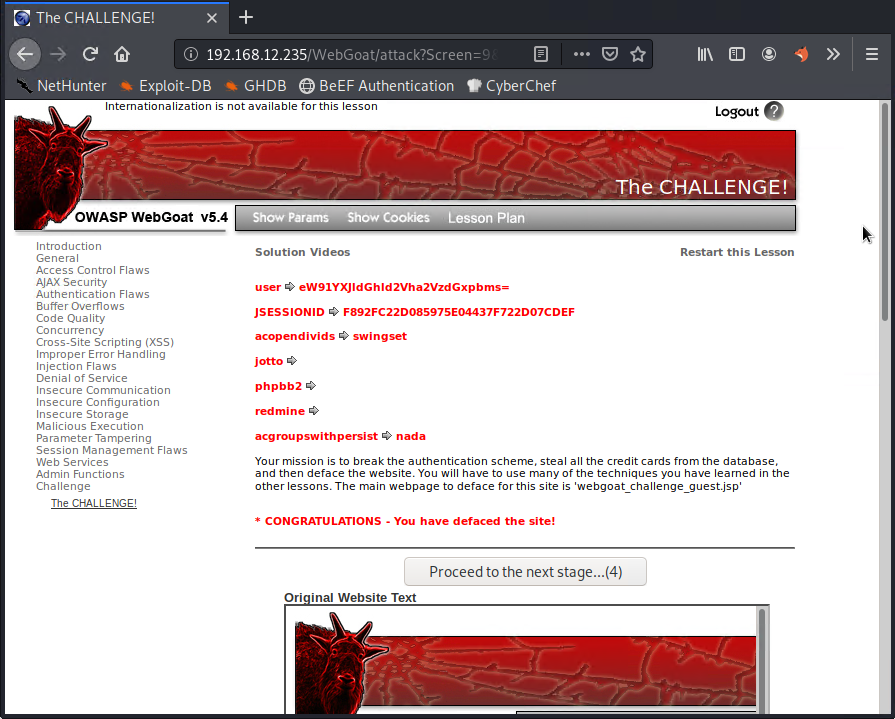 The CHALLENGE!
192.168.12.235/WebGoat/attack?Screen=98
NetHunter Exploit-DB GHDB BeEF Authentication CyberChef
Internationalization is not available for this lesson
Logout ?
The CHALLENGE!
OWASP WebGoat v5.4
Show Params Show Cookies Lesson Plan
Introduction
General
Access Control Flaws
AJAX Security
Authentication Flaws
Buffer Overflows
Code Quality
Concurrency
Cross-Site Scripting (XSS)
Improper Error Handling
Injection Flaws
Denial of Service
Insecure Communication
Insecure Configuration
Insecure Storage
Malicious Execution
Parameter Tampering
Session Management Flaws
Web Services
Admin Functions
Challenge
The CHALLENGE!
Solution Videos Restart this Lesson
user ⇨ eW91YXJldGhld2Vha2VzdGxpbms=
JSESSIONID ⇨ F892FC22D085975E04437F722D07CDEF
acopendivids ⇨ swingset
jotto ⇨
phpbb2 ⇨
redmine ⇨
acgroupswithpersist ⇨ nada
Your mission is to break the authentication scheme, steal all the credit cards from the database,
and then deface the website. You will have to use many of the techniques you have learned in the
other lessons. The main webpage to deface for this site is 'webgoat_challenge_guest.jsp'
* CONGRATULATIONS - You have defaced the site!
Proceed to the next stage...(4)
Original Website Text